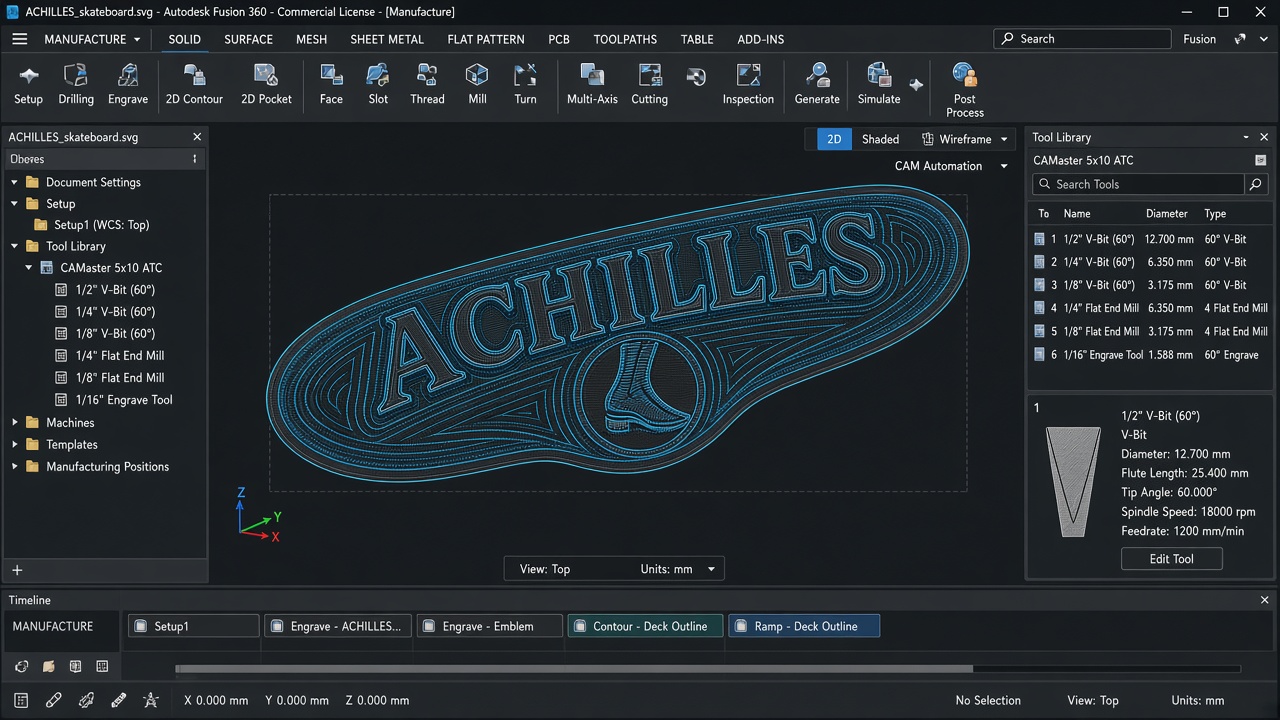 ACHILLES_skateboard.svg - Autodesk Fusion 360 - Commercial License - [Manufacture]
MANUFACTURE
SOLID
SURFACE
MESH
SHEET METAL
FLAT PATTERN
PCB
TOOLPATHS
TABLE
ADD-INS
Search
Fusion
Setup
Drilling
Engrave
2D Contour
2D Pocket
Face
Slot
Thread
Mill
Turn
Multi-Axis
Cutting
Inspection
Generate
Simulate
Post
Process
ACHILLES_skateboard.svg
Obeves
Document Settings
Setup
Setup1 (WCS: Top)
Tool Library
CAMaster 5x10 ATC
1/2" V-Bit (60°)
1/4" V-Bit (60°)
1/8" V-Bit (60°)
1/4" Flat End Mill
1/8" Flat End Mill
1/16" Engrave Tool
Machines
Templates
Manufacturing Positions
2D
Shaded
Wireframe
CAM Automation
ACHILLES
Z
Y
X
View: Top
Units: mm
Tool Library
CAMaster 5x10 ATC
Search Tools
To Name Diameter Type
1 1/2" V-Bit (60°) 12.700 mm 60° V-Bit
2 1/4" V-Bit (60°) 6.350 mm 60° V-Bit
3 1/8" V-Bit (60°) 3.175 mm 60° V-Bit
4 1/4" Flat End Mill 6.350 mm 4 Flat End Mill
5 1/8" Flat End Mill 3.175 mm 4 Flat End Mill
6 1/16" Engrave Tool 1.588 mm 60° Engrave
1
1/2" V-Bit (60°)
V-Bit
Diameter: 12.700 mm
Flute Length: 25.400 mm
Tip Angle: 60.000°
Spindle Speed: 18000 rpm
Feedrate: 1200 mm/min
Edit Tool
Timeline
MANUFACTURE
Setup1
Engrave - ACHILLES...
Engrave - Emblem
Contour - Deck Outline
Ramp - Deck Outline
X 0.000 mm Y 0.000 mm Z 0.000 mm
No Selection
View: Top
Units: mm